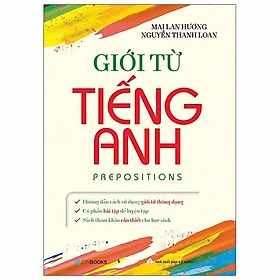 MAI LAN HƯƠNG
NGUYỄN THANH LOAN
GIỚI TỪ
TIẾNG
ANH
PREPOSITIONS
Hướng dẫn cách sử dụng giới từ thông dụng
Có phần bài tập để luyện tập
Sách tham khảo cần thiết cho học sinh
BOOKS